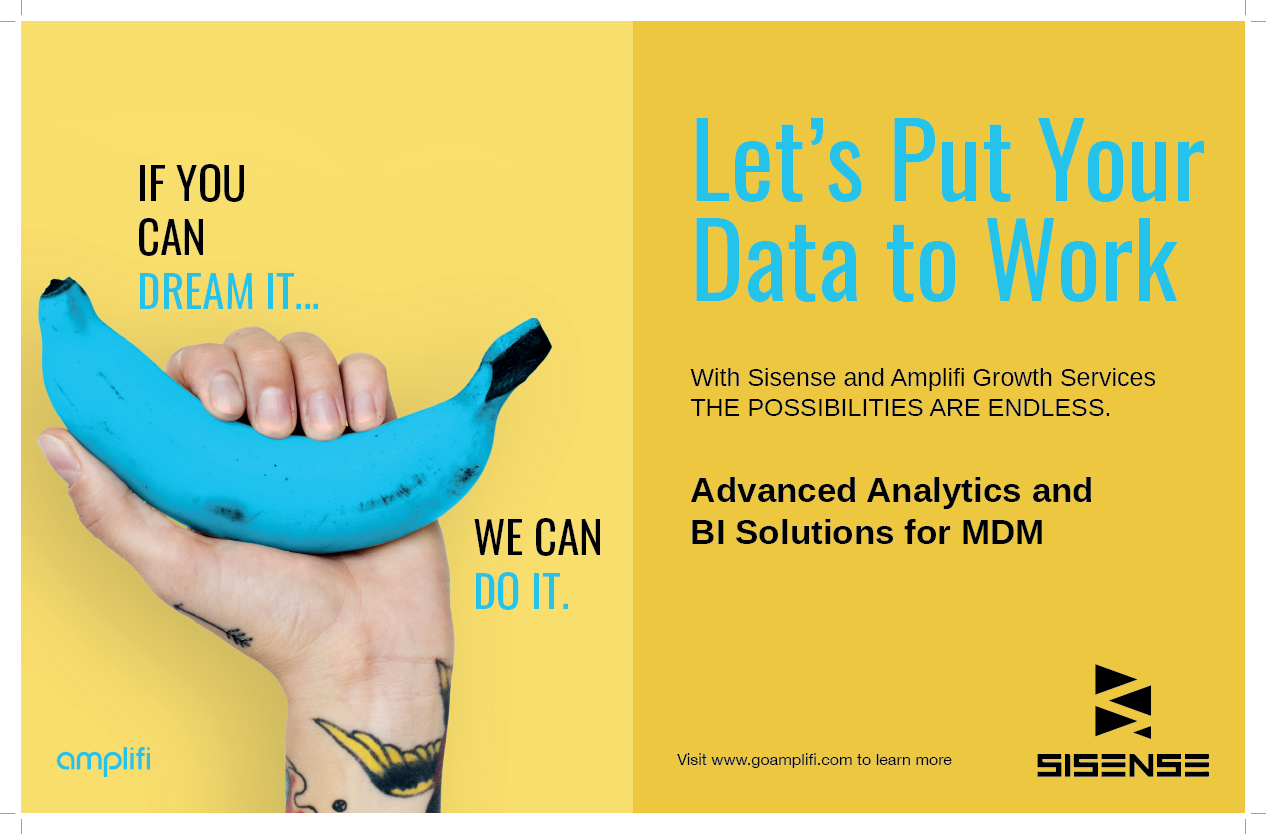 IF YOU
CAN
DREAM IT...
WE CAN
DO IT.
amplifi
Let’s Put Your
Data to Work
With Sisense and Amplifi Growth Services
THE POSSIBILITIES ARE ENDLESS.
Advanced Analytics and
BI Solutions for MDM
Visit www.goamplifi.com to learn more
SISENSE